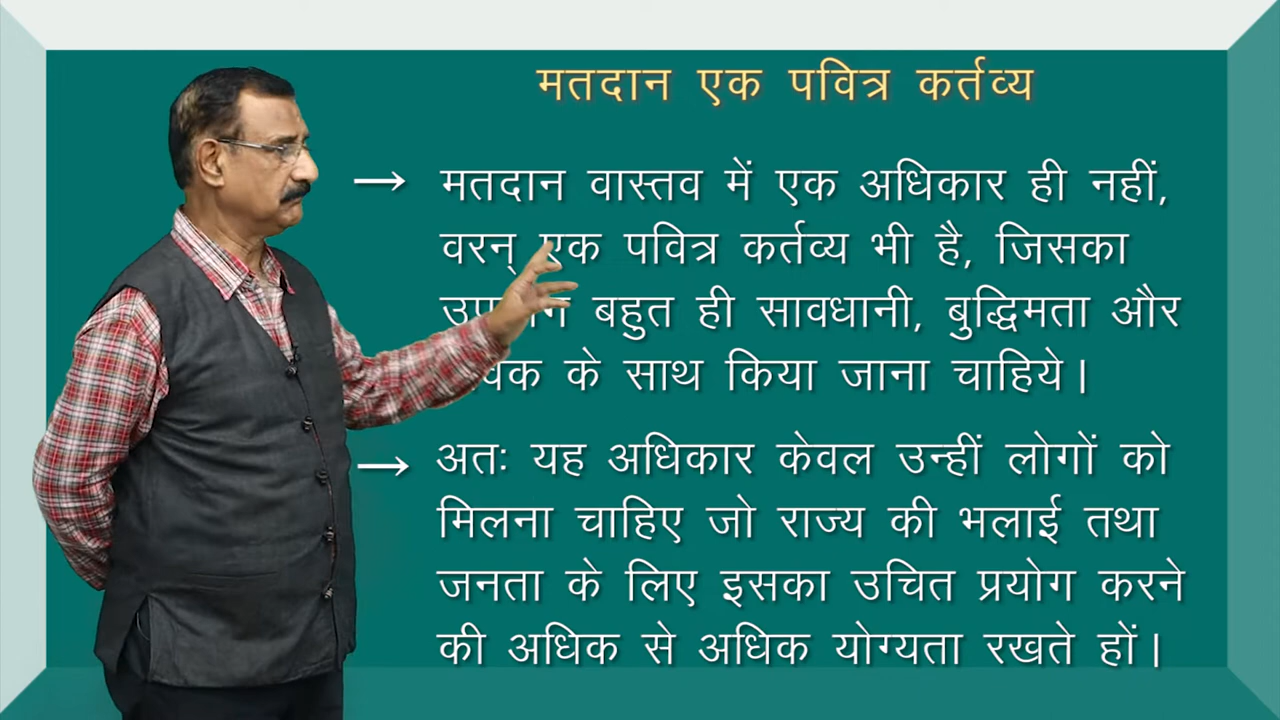 मतदान एक पवित्र कर्तव्य
→ मतदान वास्तव में एक अधिकार ही नहीं,
वरन् एक पवित्र कर्तव्य भी है, जिसका
बहुत ही सावधानी, बुद्धिमता और
के साथ किया जाना चाहिये।
→ अतः यह अधिकार केवल उन्हीं लोगों को
मिलना चाहिए जो राज्य की भलाई तथा
जनता के लिए इसका उचित प्रयोग करने
की अधिक से अधिक योग्यता रखते हों।